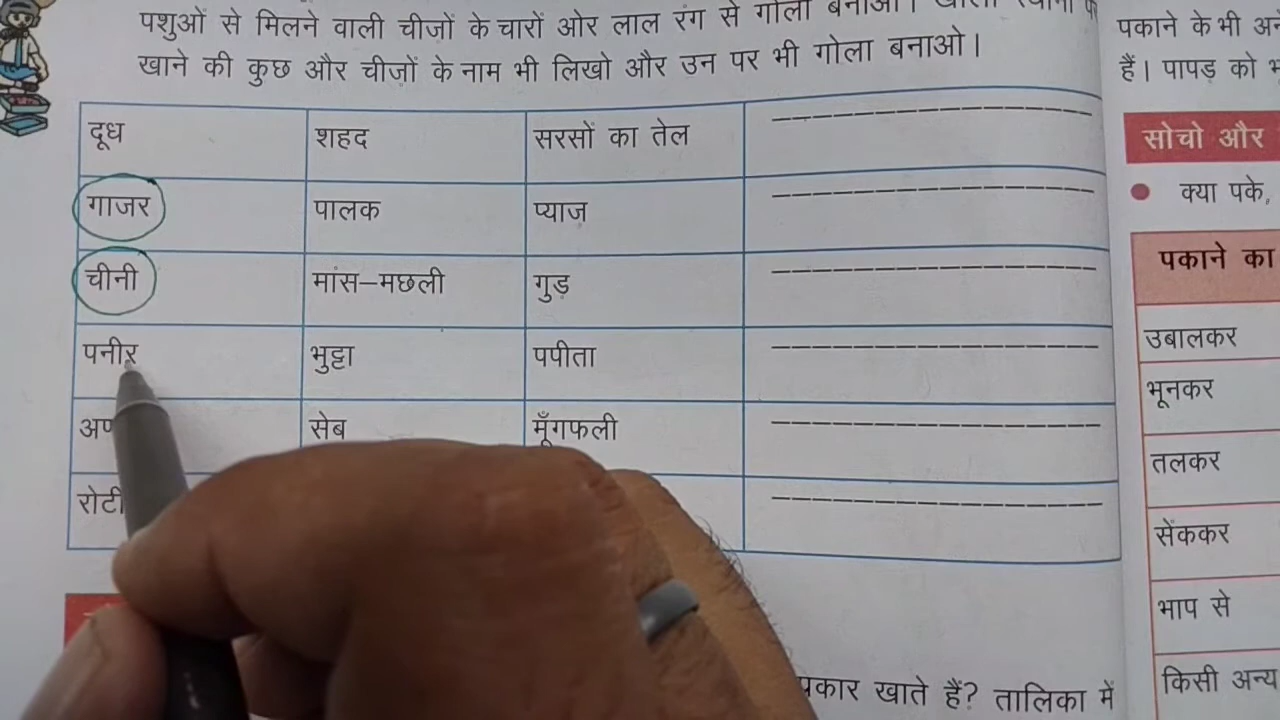 पशुओं से मिलने वाली चीज़ों के चारों ओर लाल रंग से गोला बनाओ।
खाने की कुछ और चीज़ों के नाम भी लिखो और उन पर भी गोला बनाओ।
दूध शहद सरसों का तेल
गाजर पालक प्याज
चीनी मांस–मछली गुड़
पनीर भुट्टा पपीता
सेब मूँगफली
रोटी
प्रकार खाते हैं? तालिका में
पकाने के भी
हैं। पापड़ को
सोचो और
क्या पके,
पकाने का
उबालकर
भूनकर
तलकर
सेंककर
भाप से
किसी अन्य